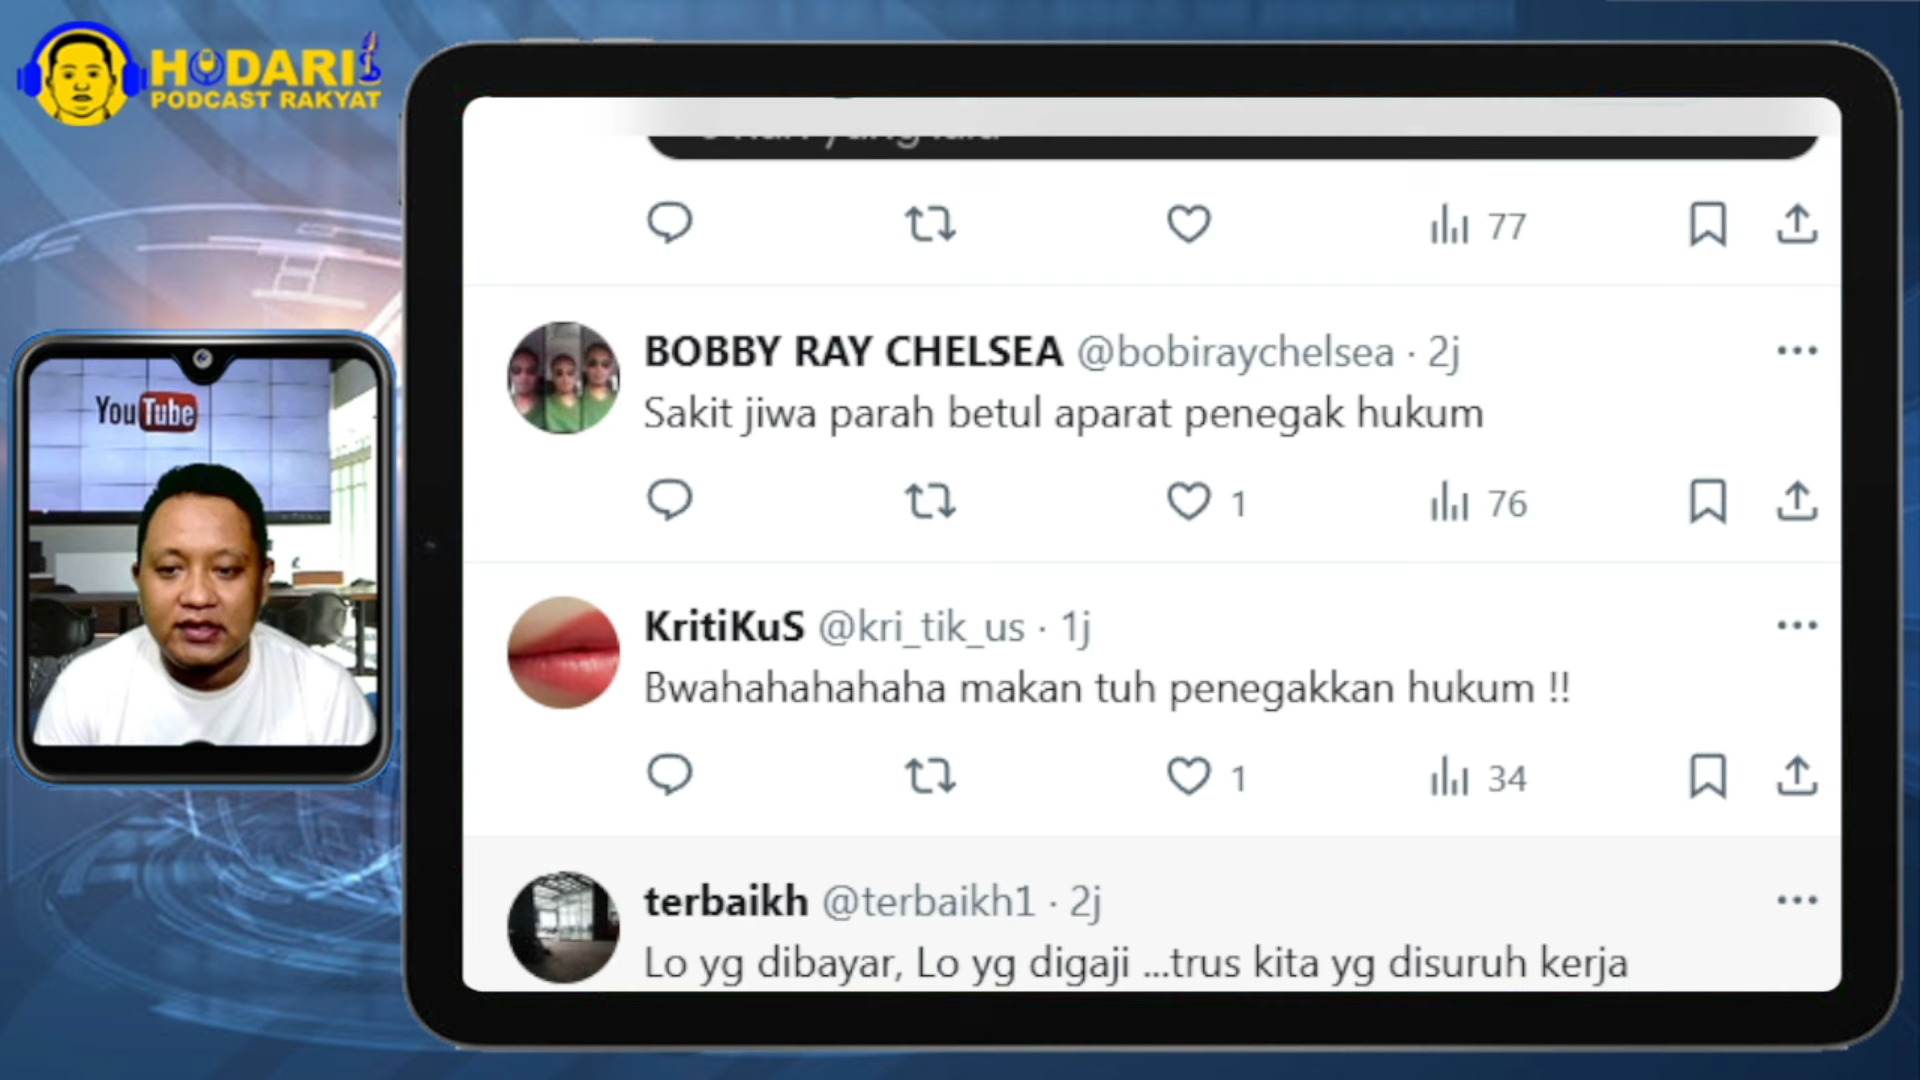 HODARI
PODCAST RAKYAT
77
BOBBY RAY CHELSEA @bobiraychelsea · 2j
Sakit jiwa parah betul aparat penegak hukum
1 76
KritiKuS @kri_tik_us · 1j
Bwahahahahaha makan tuh penegakkan hukum !!
1 34
terbaikh @terbaikh1 · 2j
Lo yg dibayar, Lo yg digaji ...trus kita yg disuruh kerja
YouTube